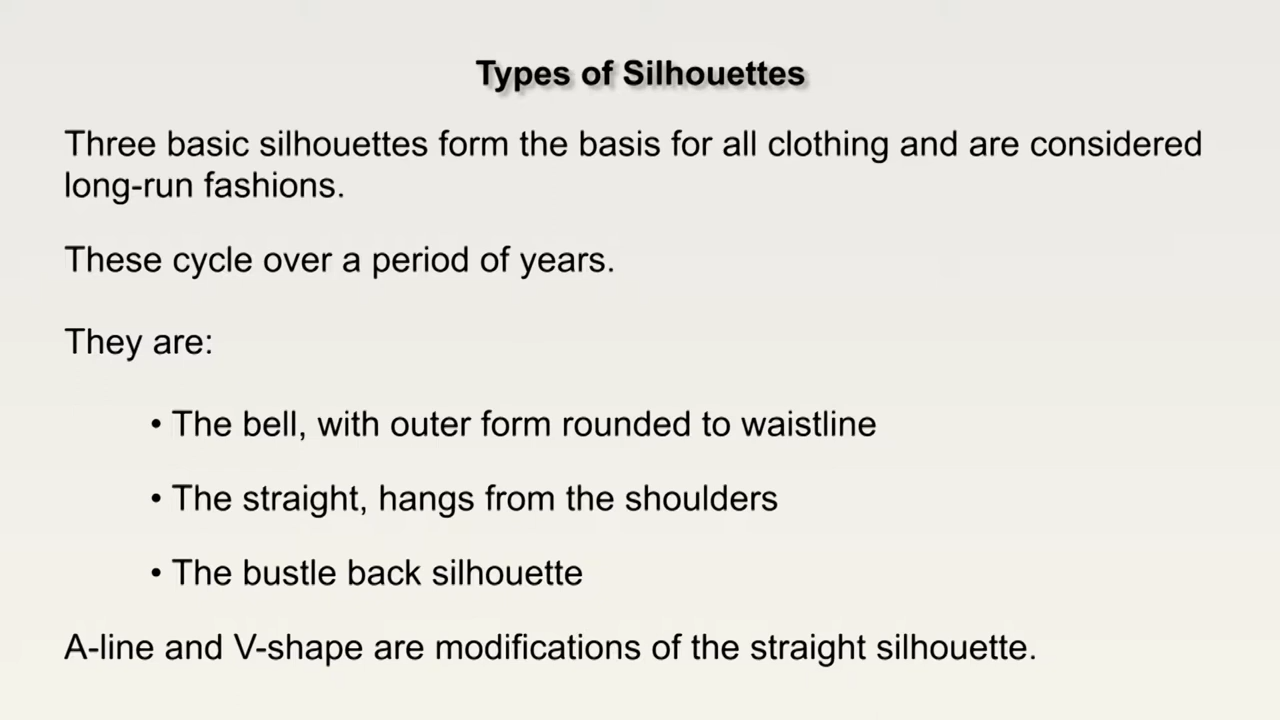 Types of Silhouettes
Three basic silhouettes form the basis for all clothing and are considered
long-run fashions.
These cycle over a period of years.
They are:
• The bell, with outer form rounded to waistline
• The straight, hangs from the shoulders
• The bustle back silhouette
A-line and V-shape are modifications of the straight silhouette.